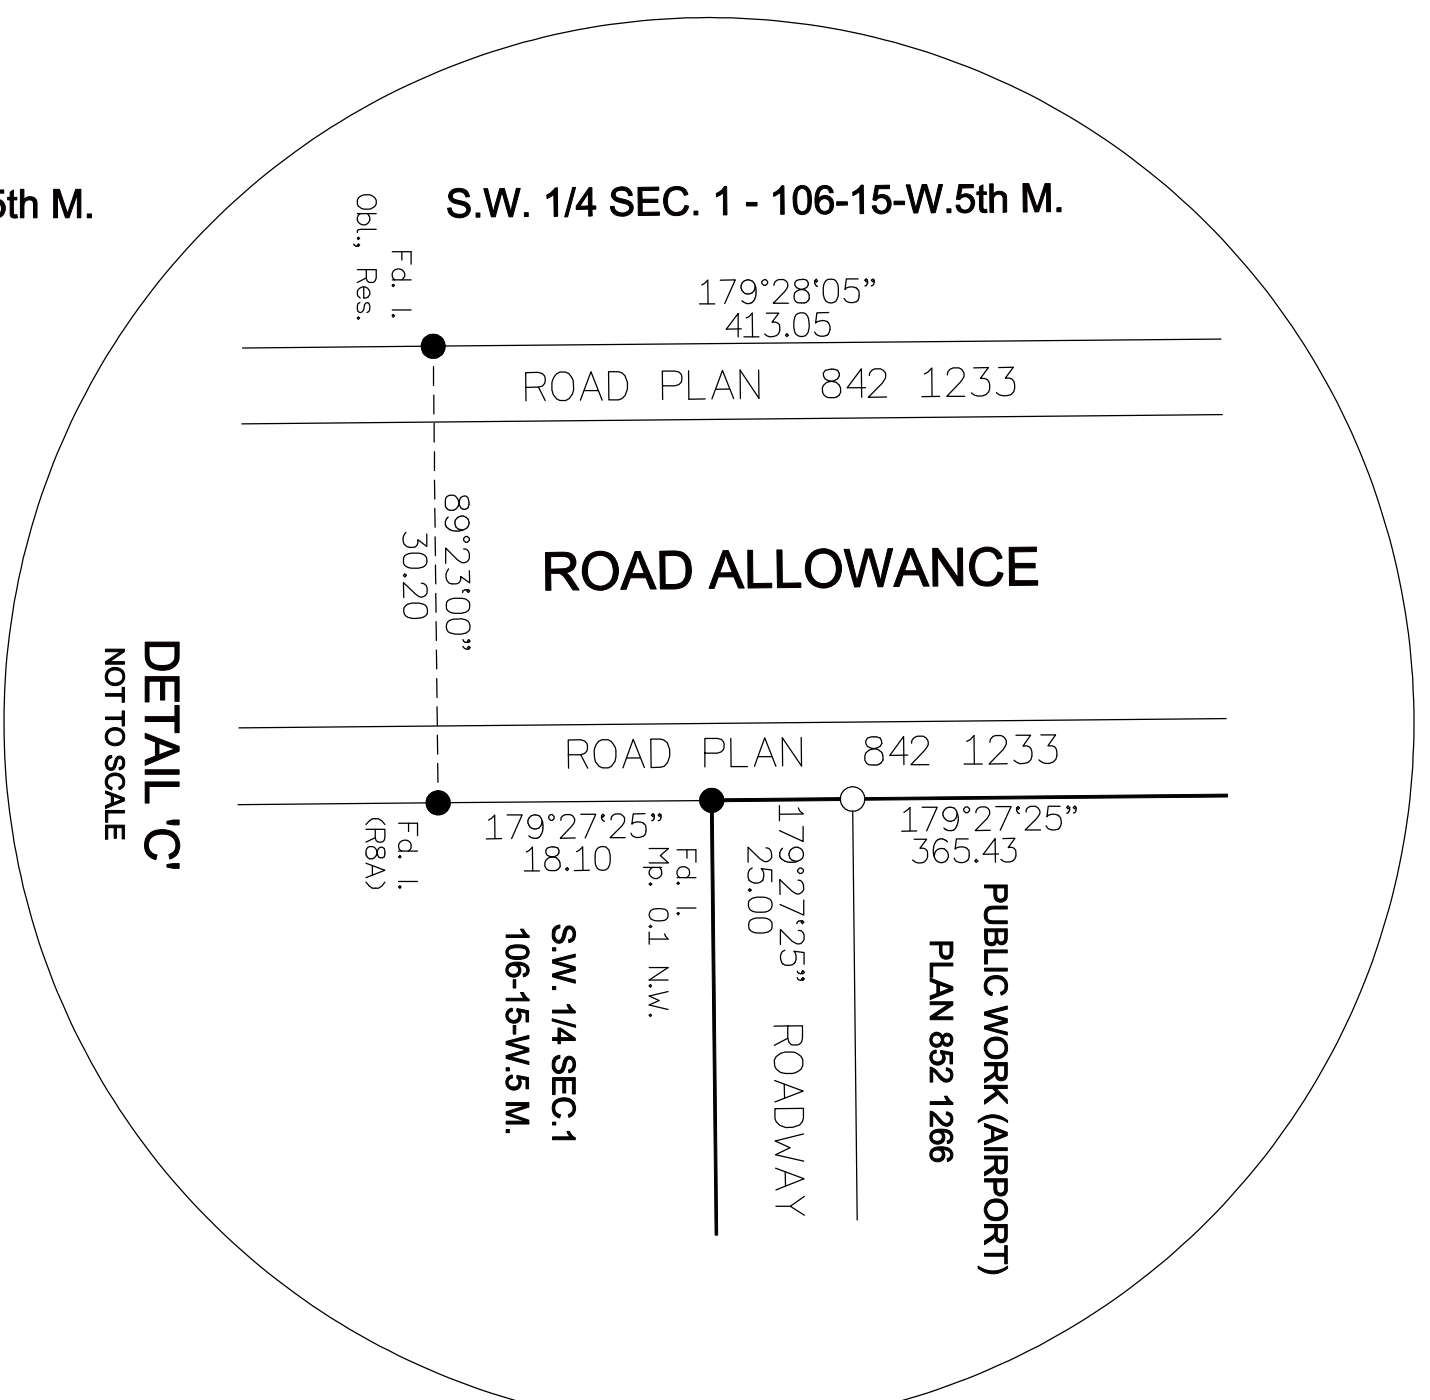 5th M.
S.W. 1/4 SEC. 1 - 106-15-W.5th M.
Fd. I.
Obl., Res.
179°28'05”
413.05
ROAD PLAN 842 1233
89°23'00”
30.20
ROAD ALLOWANCE
DETAIL 'C'
NOT TO SCALE
ROAD PLAN 842 1233
Fd. I.
(R8A)
179°27'25”
18.10
Fd. I.
Mp. 0.1 N.W.
179°27'25” ROADWAY
25.00
179°27'25”
365.43
S.W. 1/4 SEC.1
106-15-W.5 M.
PUBLIC WORK (AIRPORT)
PLAN 852 1266